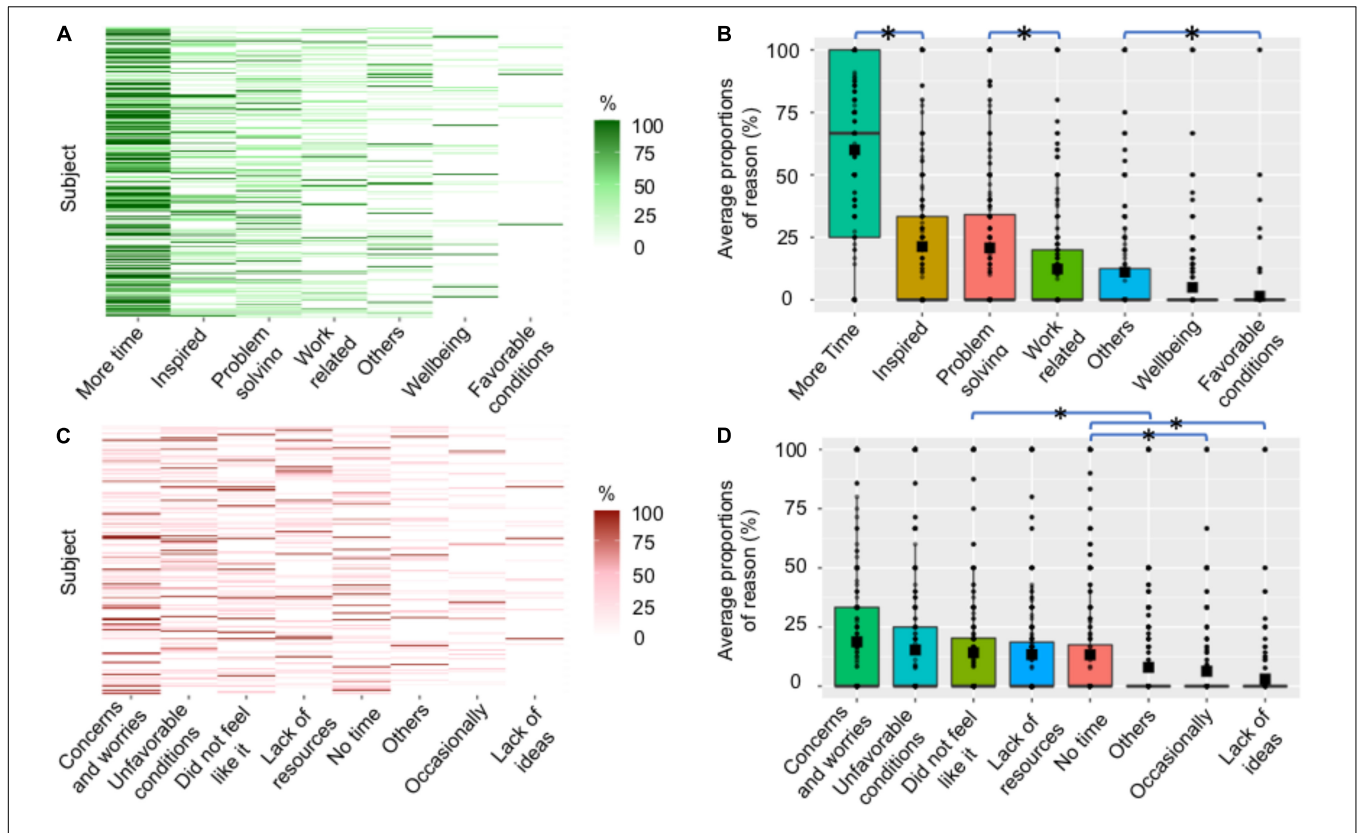 A
Subject
%
100
75
50
25
0
More time
Inspired
Problem
solving
Work
related
Others
Wellbeing
Favorable
conditions
B
* * *
Average proportions
of reason (%)
100
75
50
25
0
More Time
Inspired
Problem
solving
Work
related
Others
Wellbeing
Favorable
conditions
C
Subject
%
100
75
50
25
0
Concerns
and worries
Unfavorable
conditions
Did not feel
like it
Lack of
resources
No time
Others
Occasionally
Lack of
ideas
D
*
*
*
Average proportions
of reason (%)
100
75
50
25
0
Concerns
and worries
Unfavorable
conditions
Did not feel
like it
Lack of
resources
No time
Others
Occasionally
Lack of
ideas